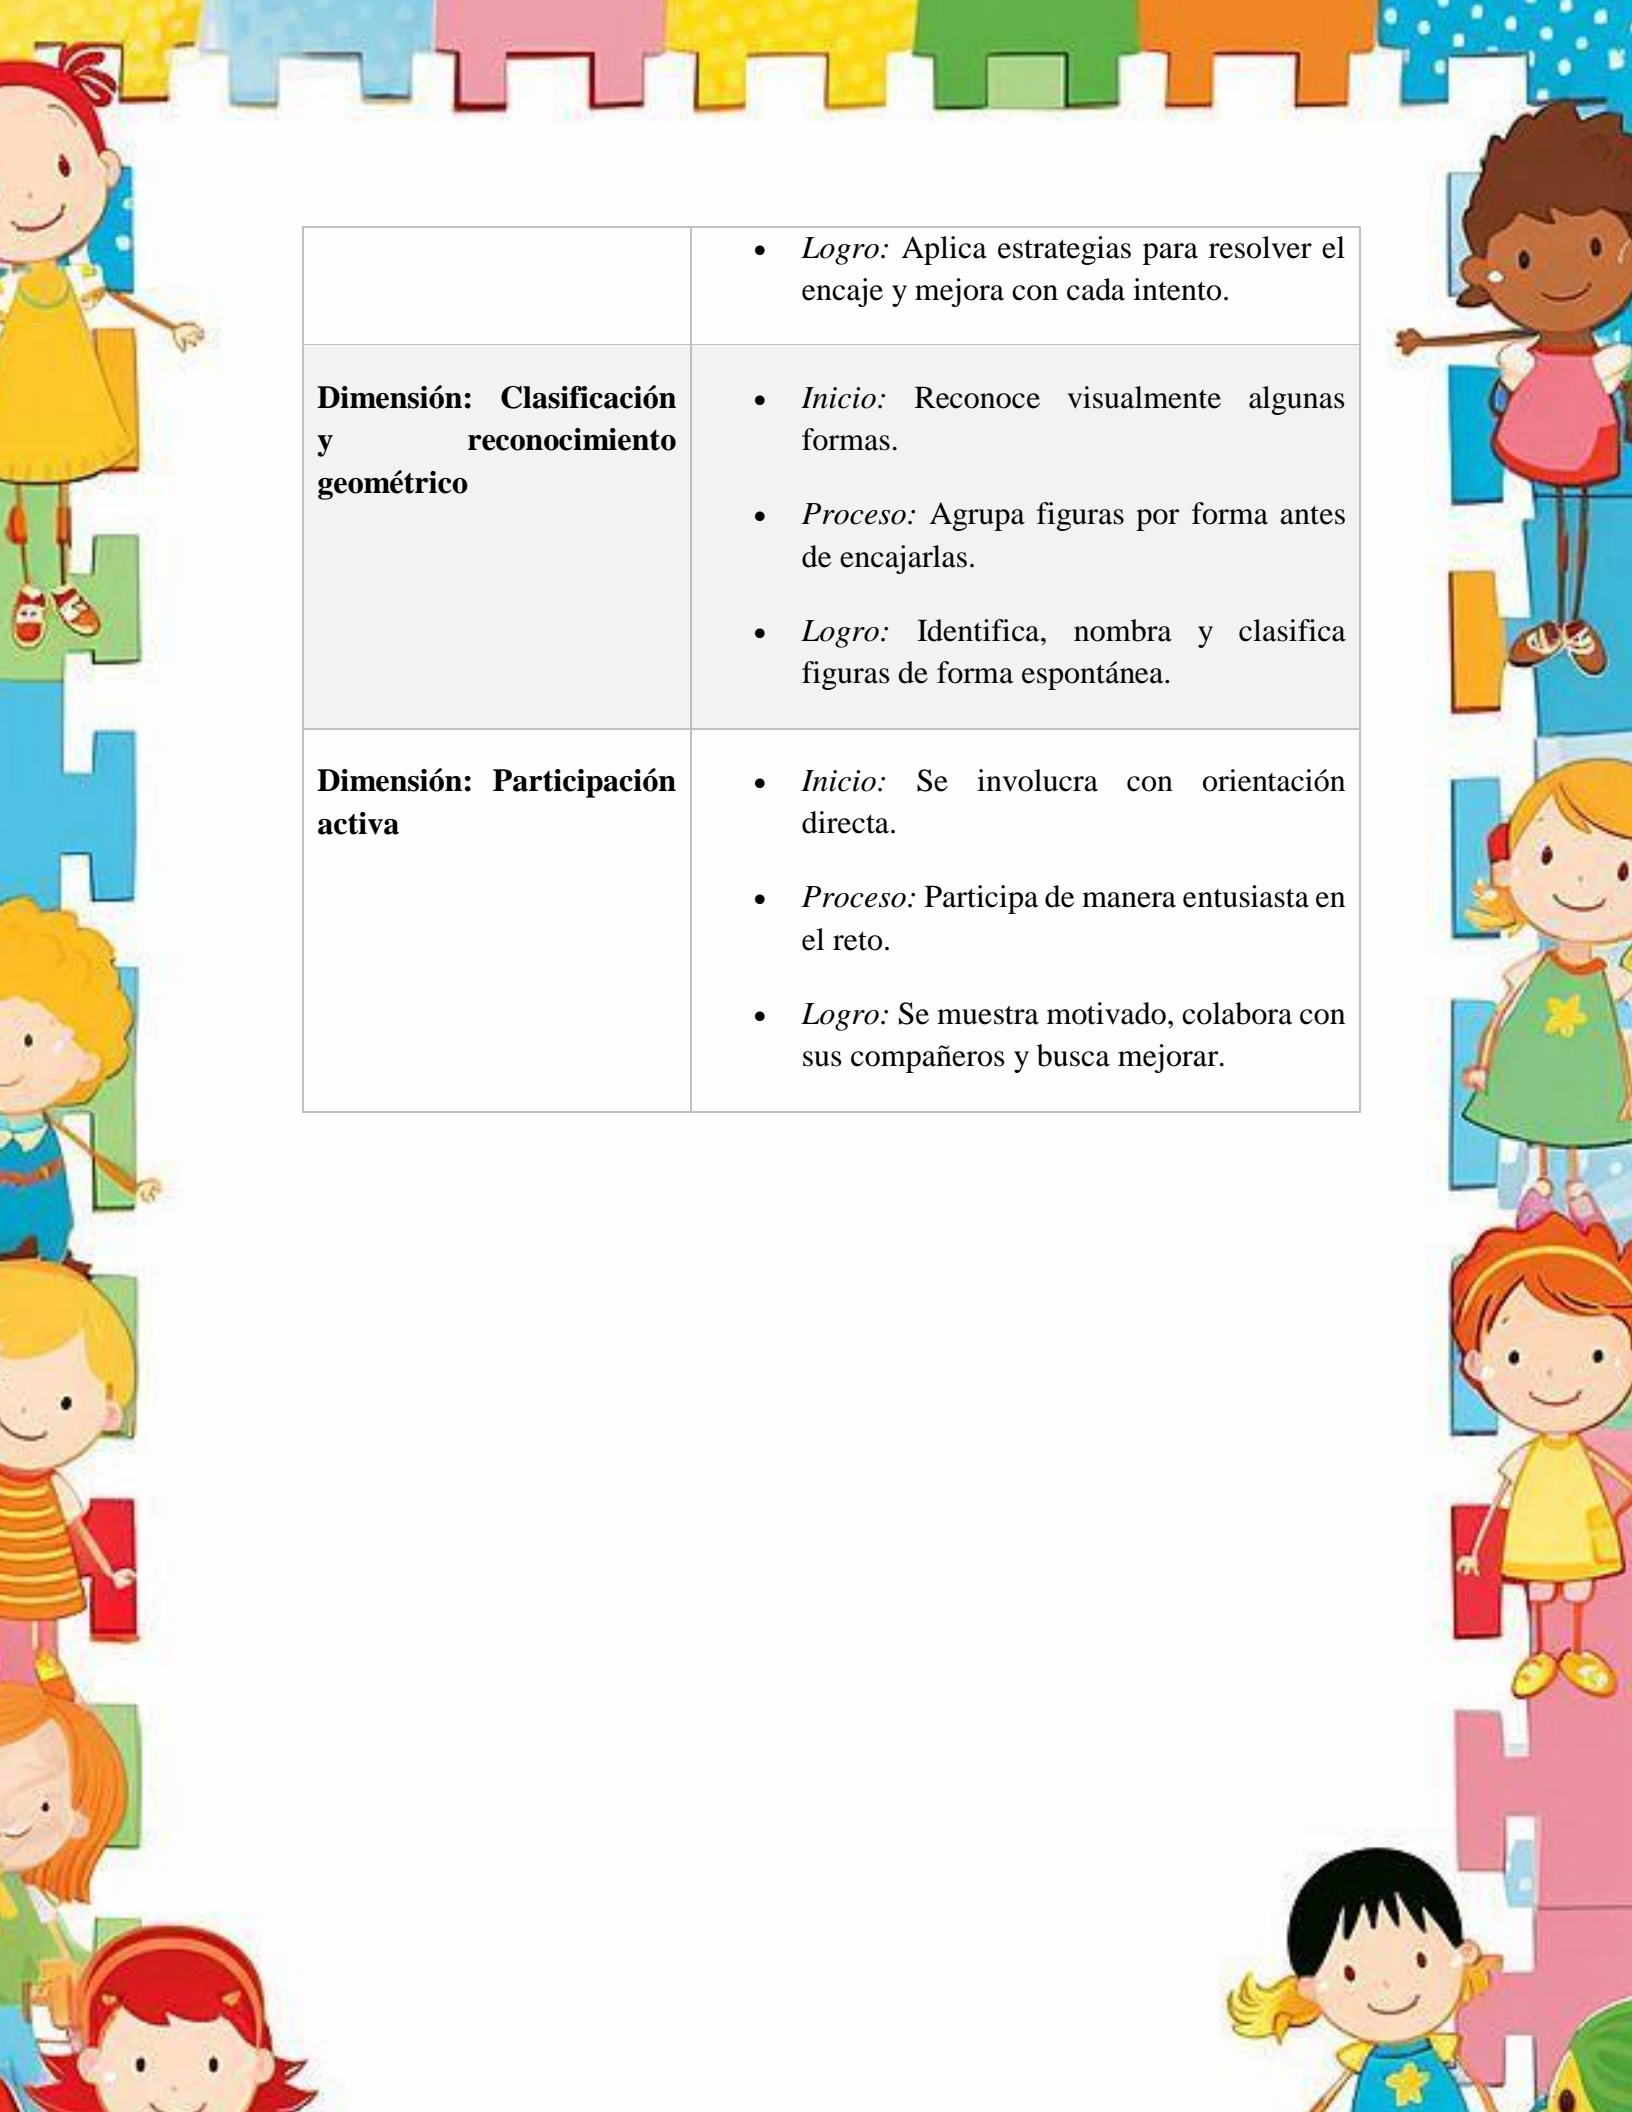 • Logro: Aplica estrategias para resolver el
encaje y mejora con cada intento.
Dimensión: Clasificación
y reconocimiento
geométrico
• Inicio: Reconoce visualmente algunas
formas.
• Proceso: Agrupa figuras por forma antes
de encajarlas.
• Logro: Identifica, nombra y clasifica
figuras de forma espontánea.
Dimensión: Participación
activa
• Inicio: Se involucra con orientación
directa.
• Proceso: Participa de manera entusiasta en
el reto.
• Logro: Se muestra motivado, colabora con
sus compañeros y busca mejorar.